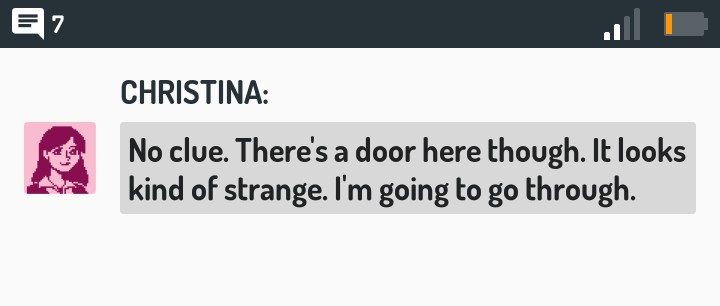 7
CHRISTINA:
No clue. There's a door here though. It looks
kind of strange. I'm going to go through.